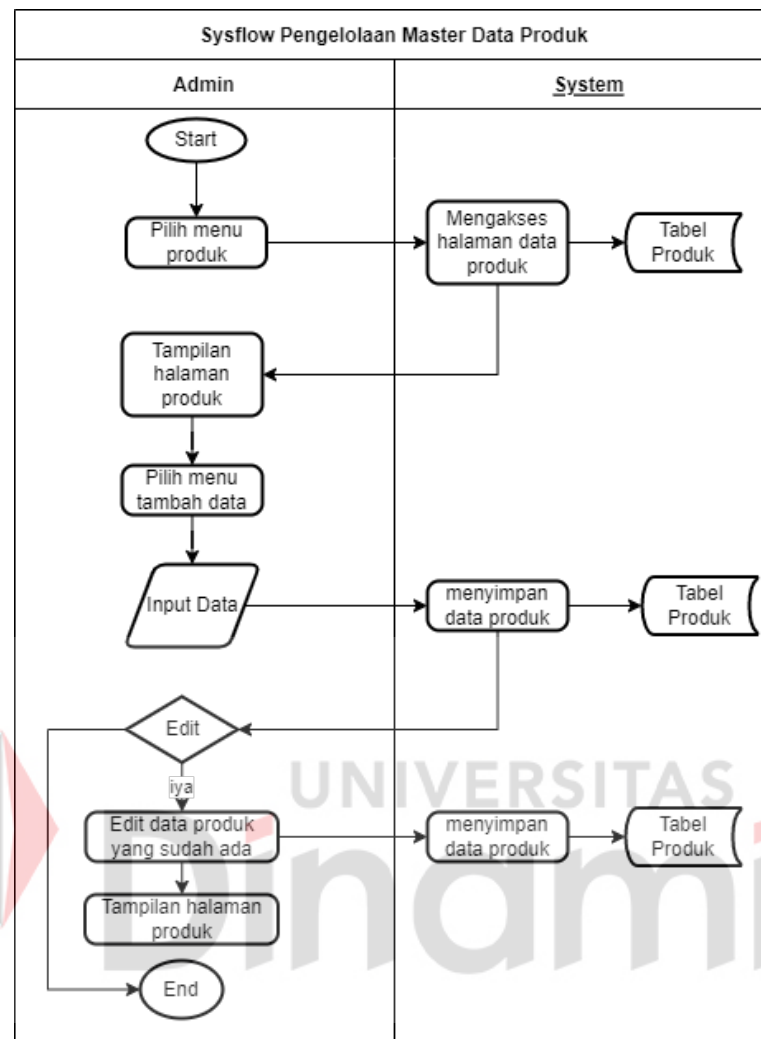 Sysflow Pengelolaan Master Data Produk
Admin
System
Start
Pilih menu
produk
Mengakses
halaman data
produk
Tabel
Produk
Tampilan
halaman
produk
Pilih menu
tambah data
Input Data
menyimpan
data produk
Tabel
Produk
Edit
iya
UNIVERSITAS
Edit data produk
yang sudah ada
menyimpan
data produk
Tabel
Produk
Dinami
Tampilan halaman
produk
End